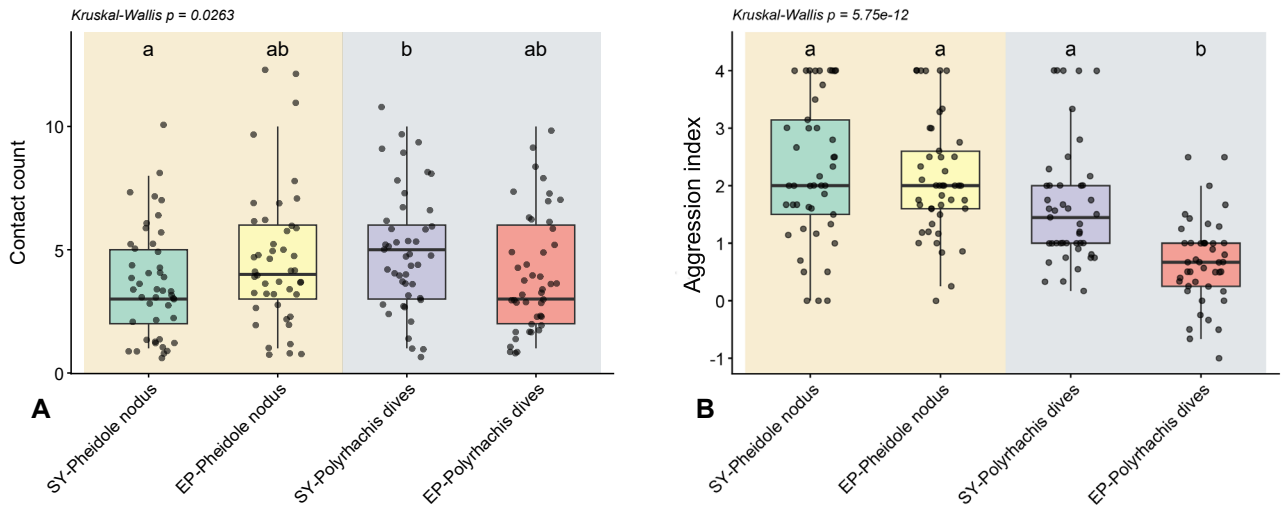 Kruskal-Wallis p = 0.0263
a ab b ab
Contact count
10
5
0
SY-Pheidole nodus
EP-Pheidole nodus
SY-Polyrhachis dives
EP-Polyrhachis dives
A
Kruskal-Wallis p = 5.75e-12
a a a b
Aggression index
4
3
2
1
0
-1
SY-Pheidole nodus
EP-Pheidole nodus
SY-Polyrhachis dives
EP-Polyrhachis dives
B